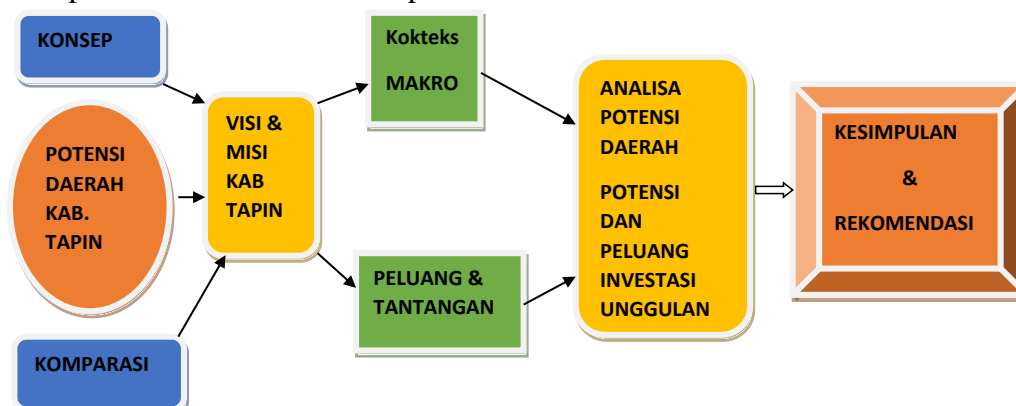 KONSEP
POTENSI
DAERAH
KAB.
TAPIN
KOMPARASI
VISI &
MISI
KAB
TAPIN
Kokteks
MAKRO
PELUANG &
TANTANGAN
ANALISA
POTENSI
DAERAH
POTENSI
DAN
PELUANG
INVESTASI
UNGGULAN
KESIMPULAN
&
REKOMENDASI